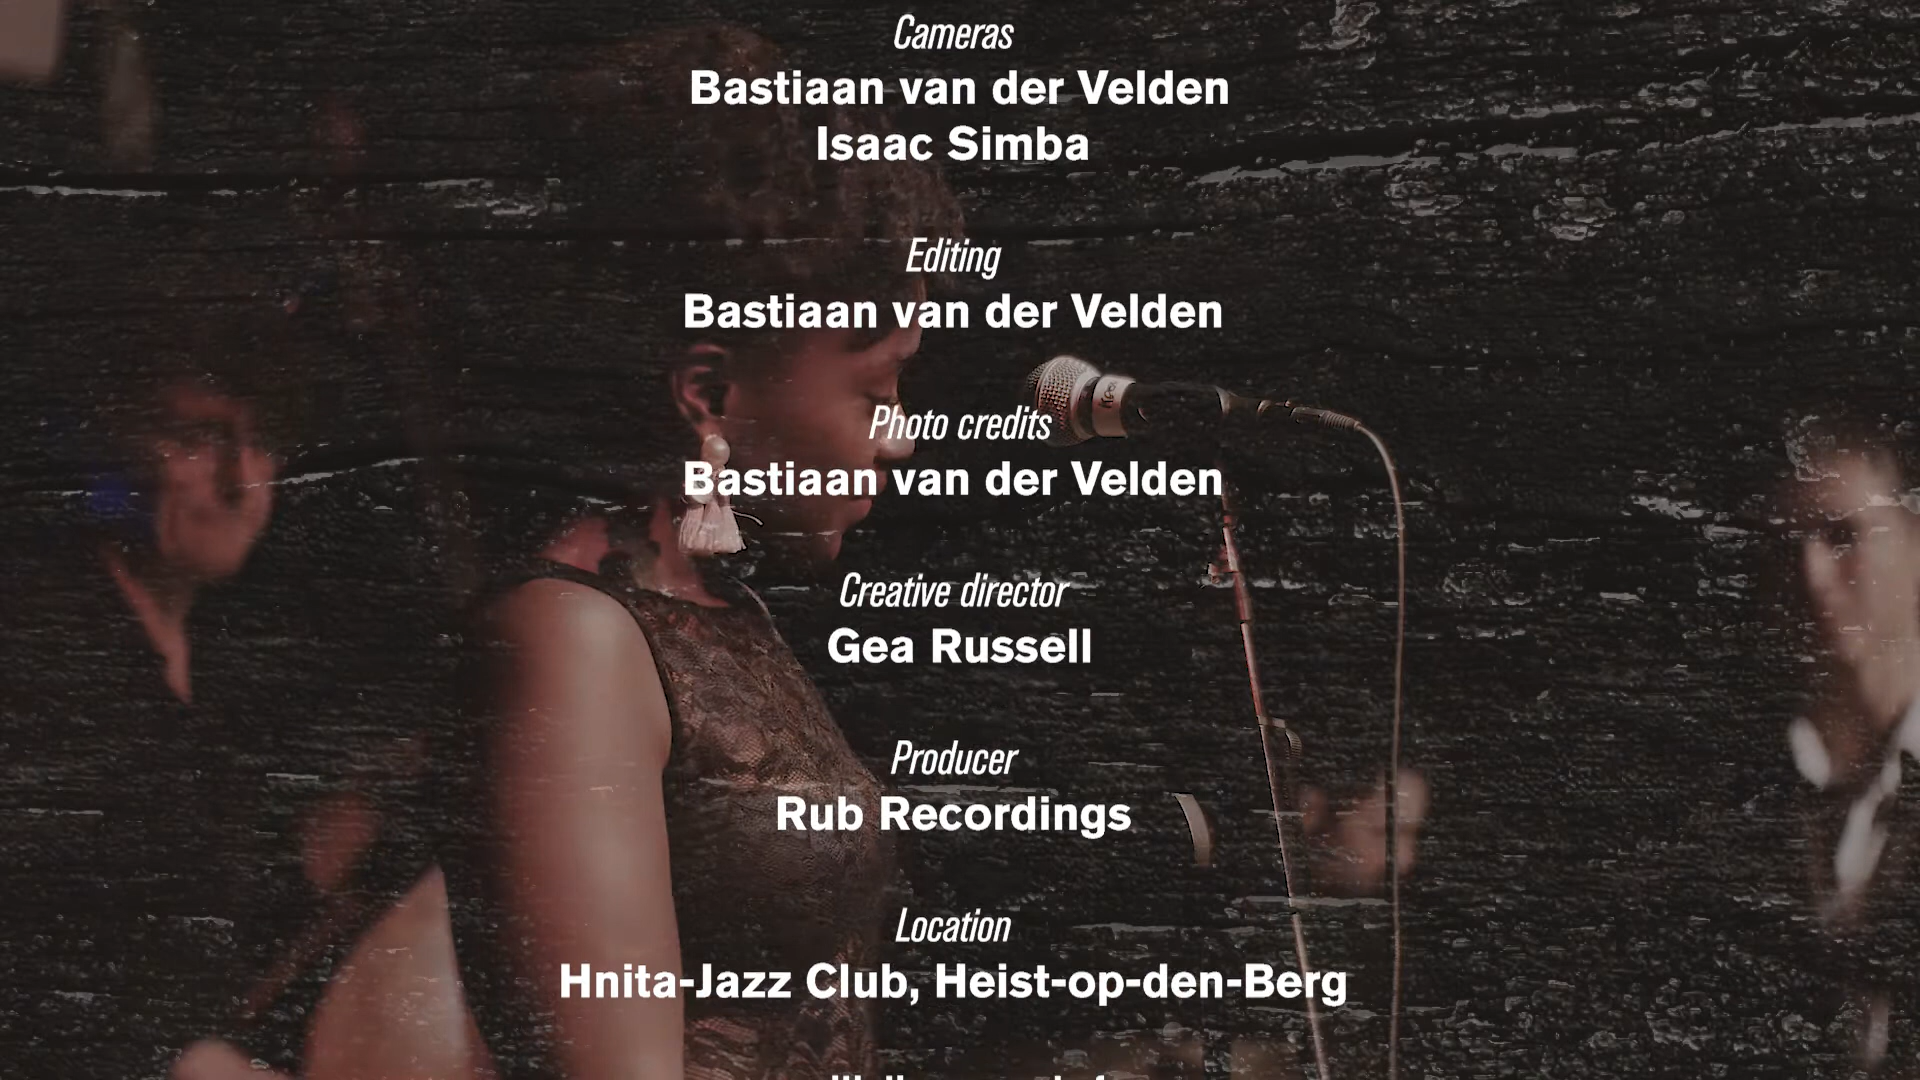 Cameras
Bastiaan van der Velden
Isaac Simba
Editing
Bastiaan van der Velden
Photo credits
Bastiaan van der Velden
Creative director
Gea Russell
Producer
Rub Recordings
Location
Hnita-Jazz Club, Heist-op-den-Berg